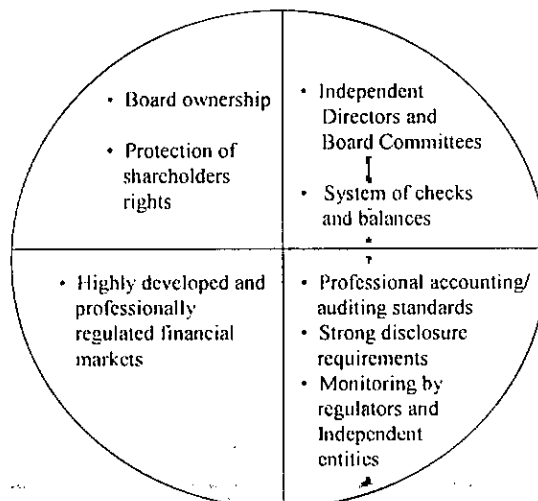 • Board ownership
• Protection of
shareholders
rights
• Independent
Directors and
Board Committees
• System of checks
and balances
• Highly developed and
professionally
regulated financial
markets
• Professional accounting/
auditing standards
• Strong disclosure
requirements
• Monitoring by
regulators and
Independent
entities